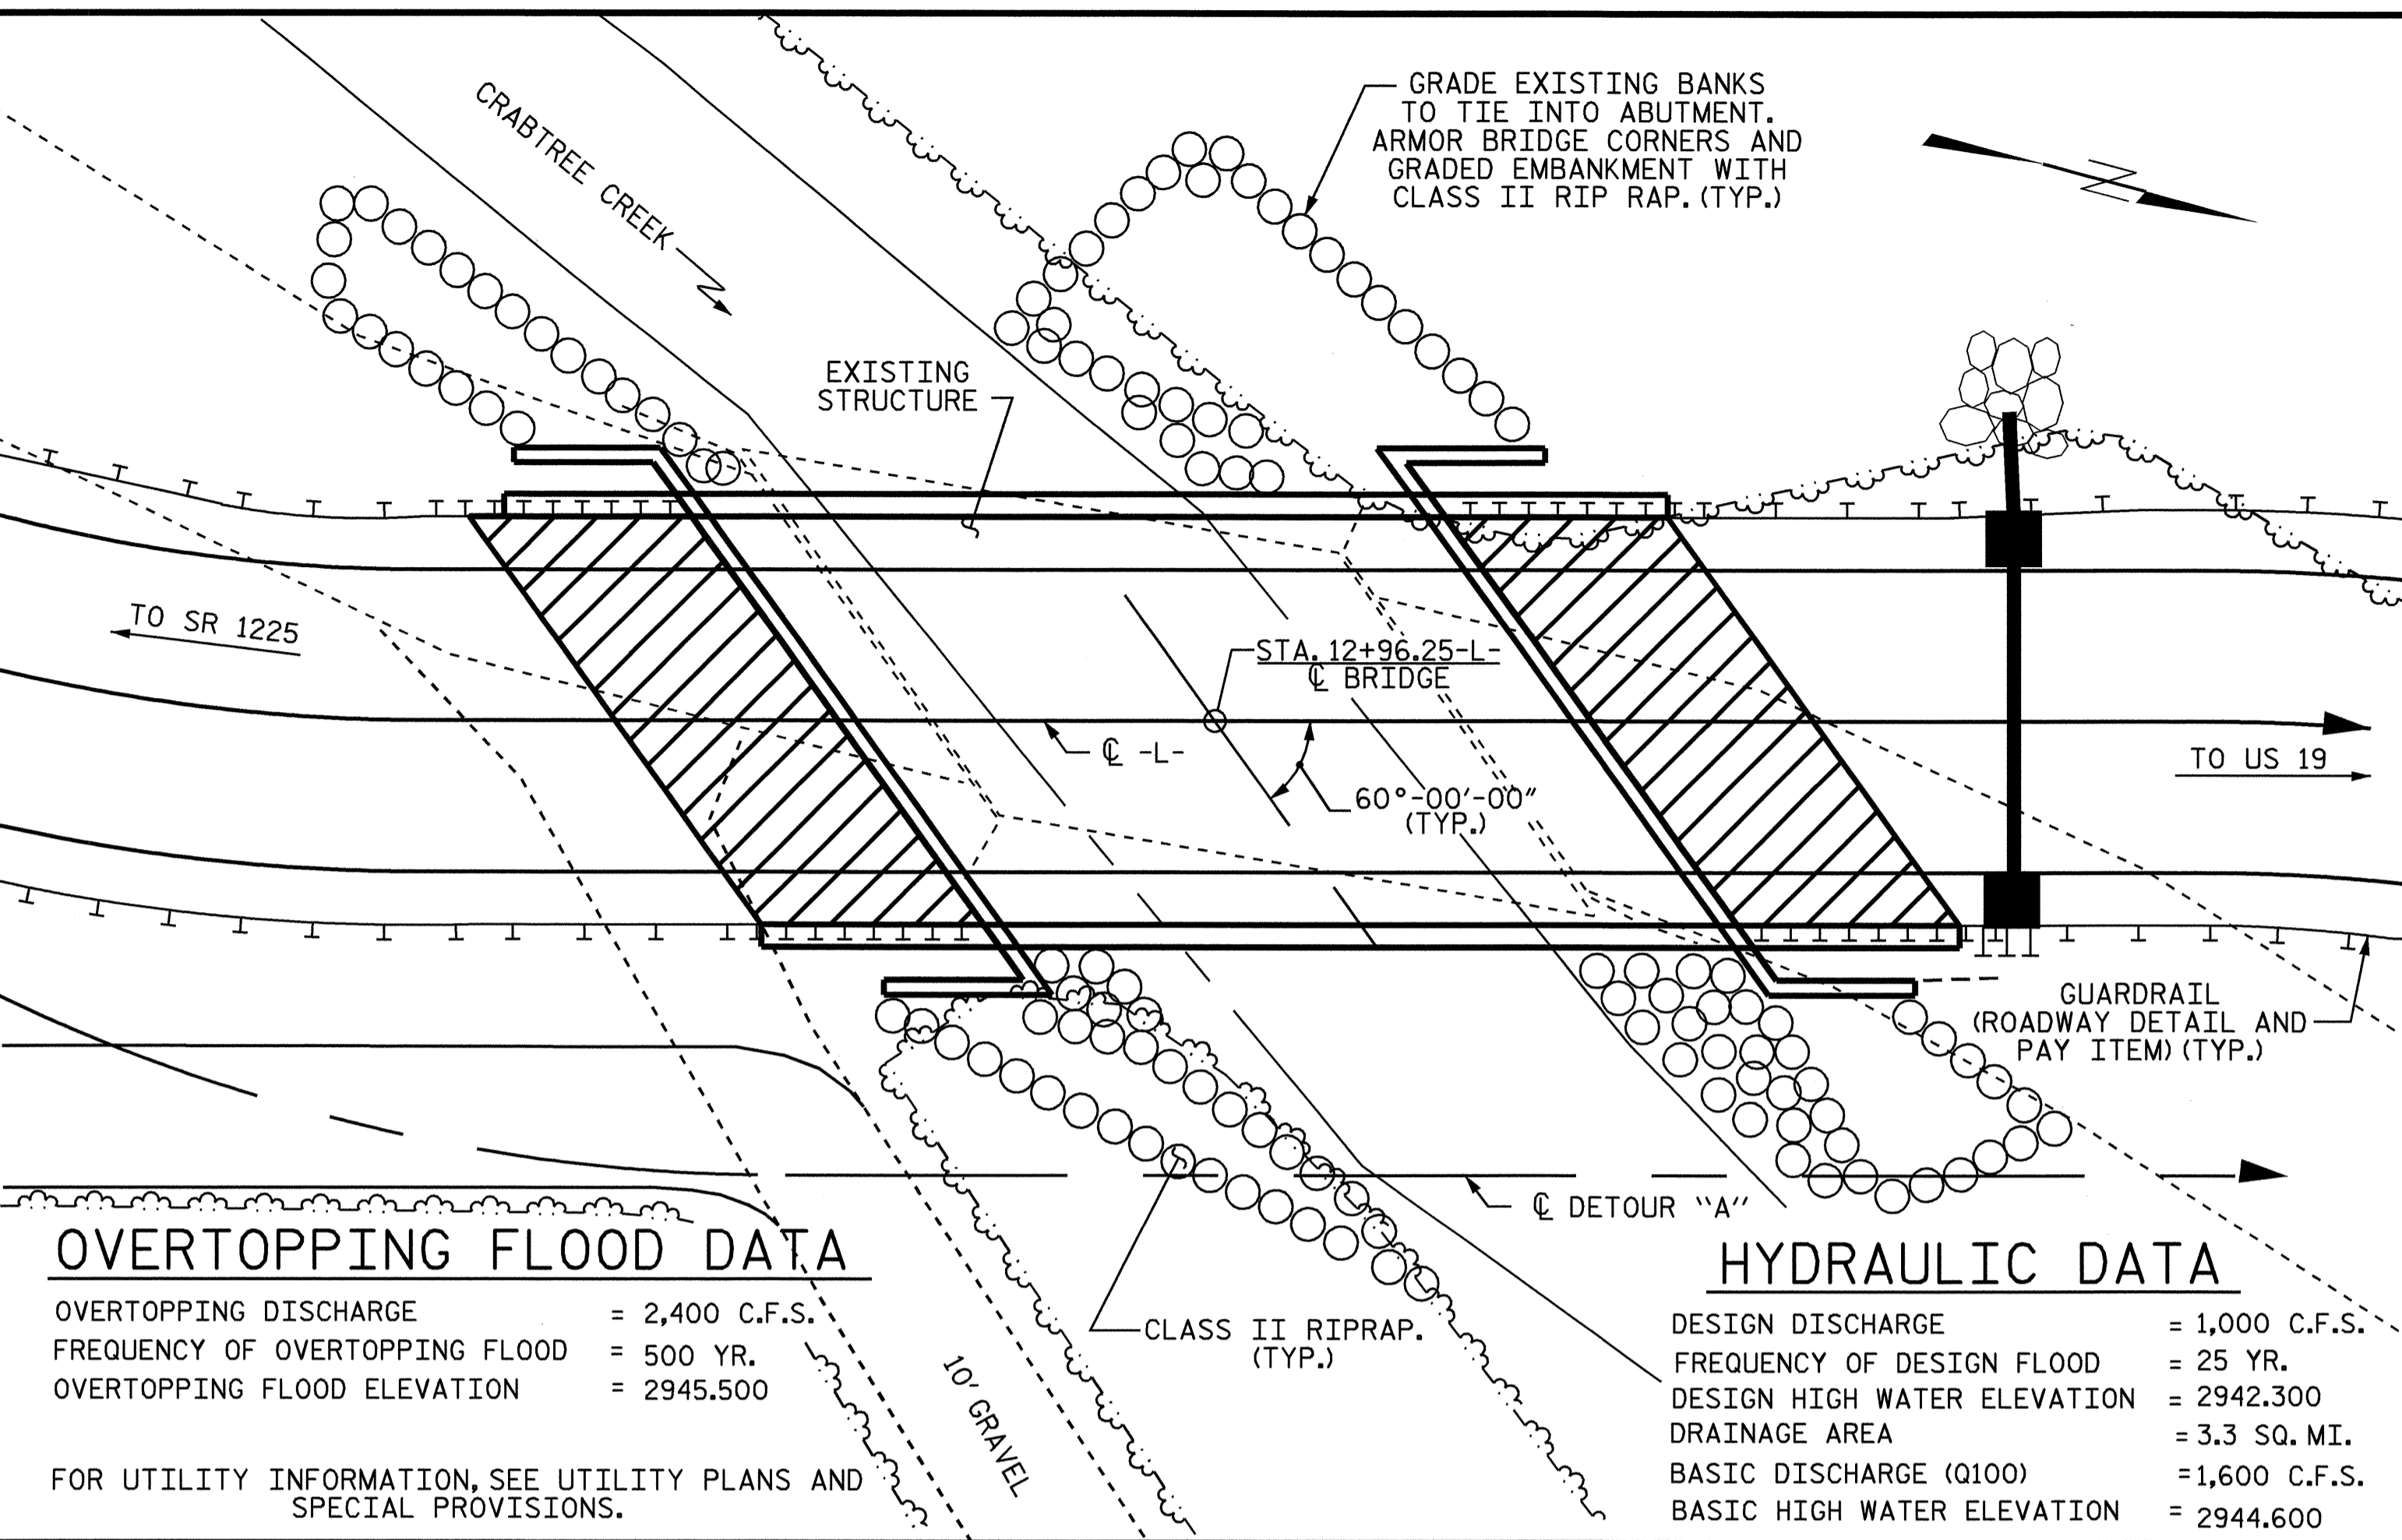 GRADE EXISTING BANKS
TO TIE INTO ABUTMENT.
ARMOR BRIDGE CORNERS AND
GRADED EMBANKMENT WITH
CLASS II RIP RAP. (TYP.)
CRABTREE CREEK
EXISTING
STRUCTURE
TO SR 1225
STA. 12+96.25-L-
℄ BRIDGE
℄ -L-
60°-00'-00"
(TYP.)
TO US 19
GUARDRAIL
(ROADWAY DETAIL AND
PAY ITEM) (TYP.)
℄ DETOUR "A"
CLASS II RIPRAP.
(TYP.)
10' GRAVEL
OVERTOPPING FLOOD DATA
OVERTOPPING DISCHARGE = 2,400 C.F.S.
FREQUENCY OF OVERTOPPING FLOOD = 500 YR.
OVERTOPPING FLOOD ELEVATION = 2945.500
FOR UTILITY INFORMATION, SEE UTILITY PLANS AND
SPECIAL PROVISIONS.
HYDRAULIC DATA
DESIGN DISCHARGE = 1,000 C.F.S.
FREQUENCY OF DESIGN FLOOD = 25 YR.
DESIGN HIGH WATER ELEVATION = 2942.300
DRAINAGE AREA = 3.3 SQ. MI.
BASIC DISCHARGE (Q100) = 1,600 C.F.S.
BASIC HIGH WATER ELEVATION = 2944.600